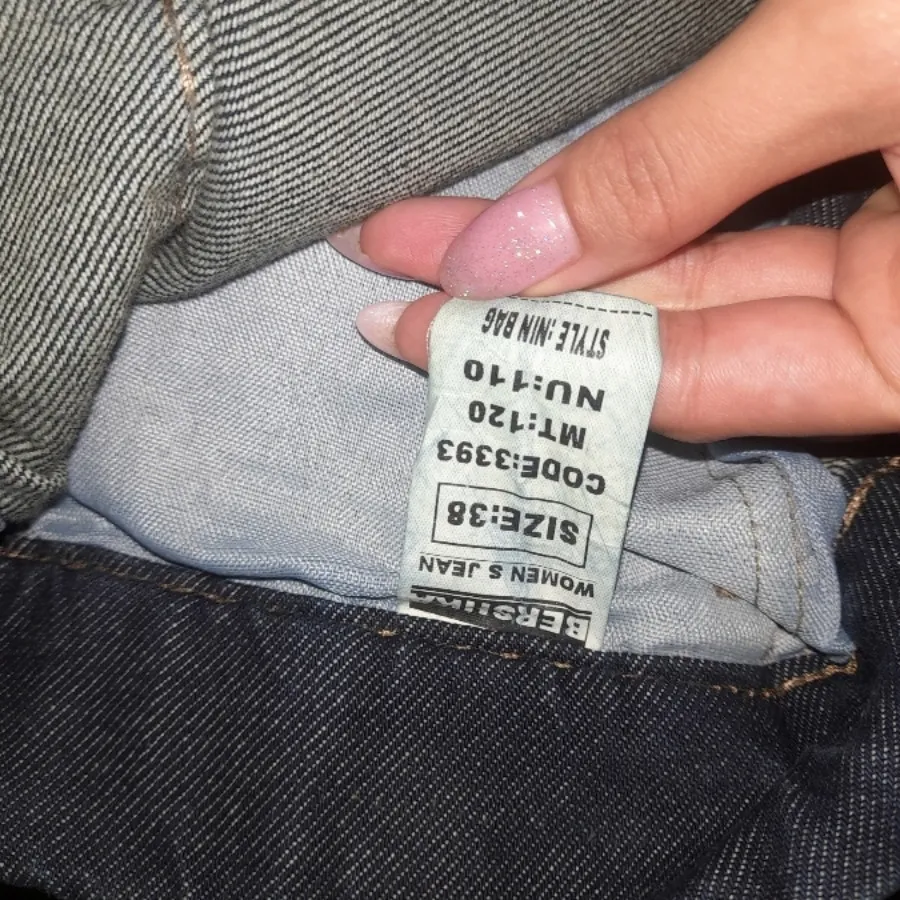 BERSHKA
WOMEN S JEAN
SIZE:38
CODE:3393
MT:120
NU:110
STYLE:NIN BAG